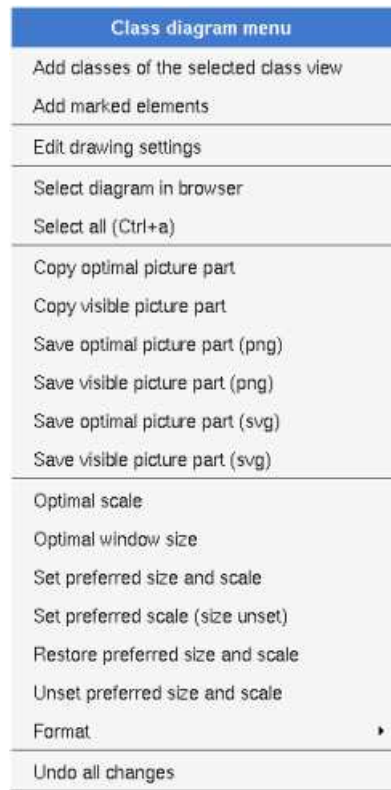 Class diagram menu
Add classes of the selected class view
Add marked elements
Edit drawing settings
Select diagram in browser
Select all (Ctrl+a)
Copy optimal picture part
Copy visible picture part
Save optimal picture part (png)
Save visible picture part (png)
Save optimal picture part (svg)
Save visible picture part (svg)
Optimal scale
Optimal window size
Set preferred size and scale
Set preferred scale (size unset)
Restore preferred size and scale
Unset preferred size and scale
Format
Undo all changes